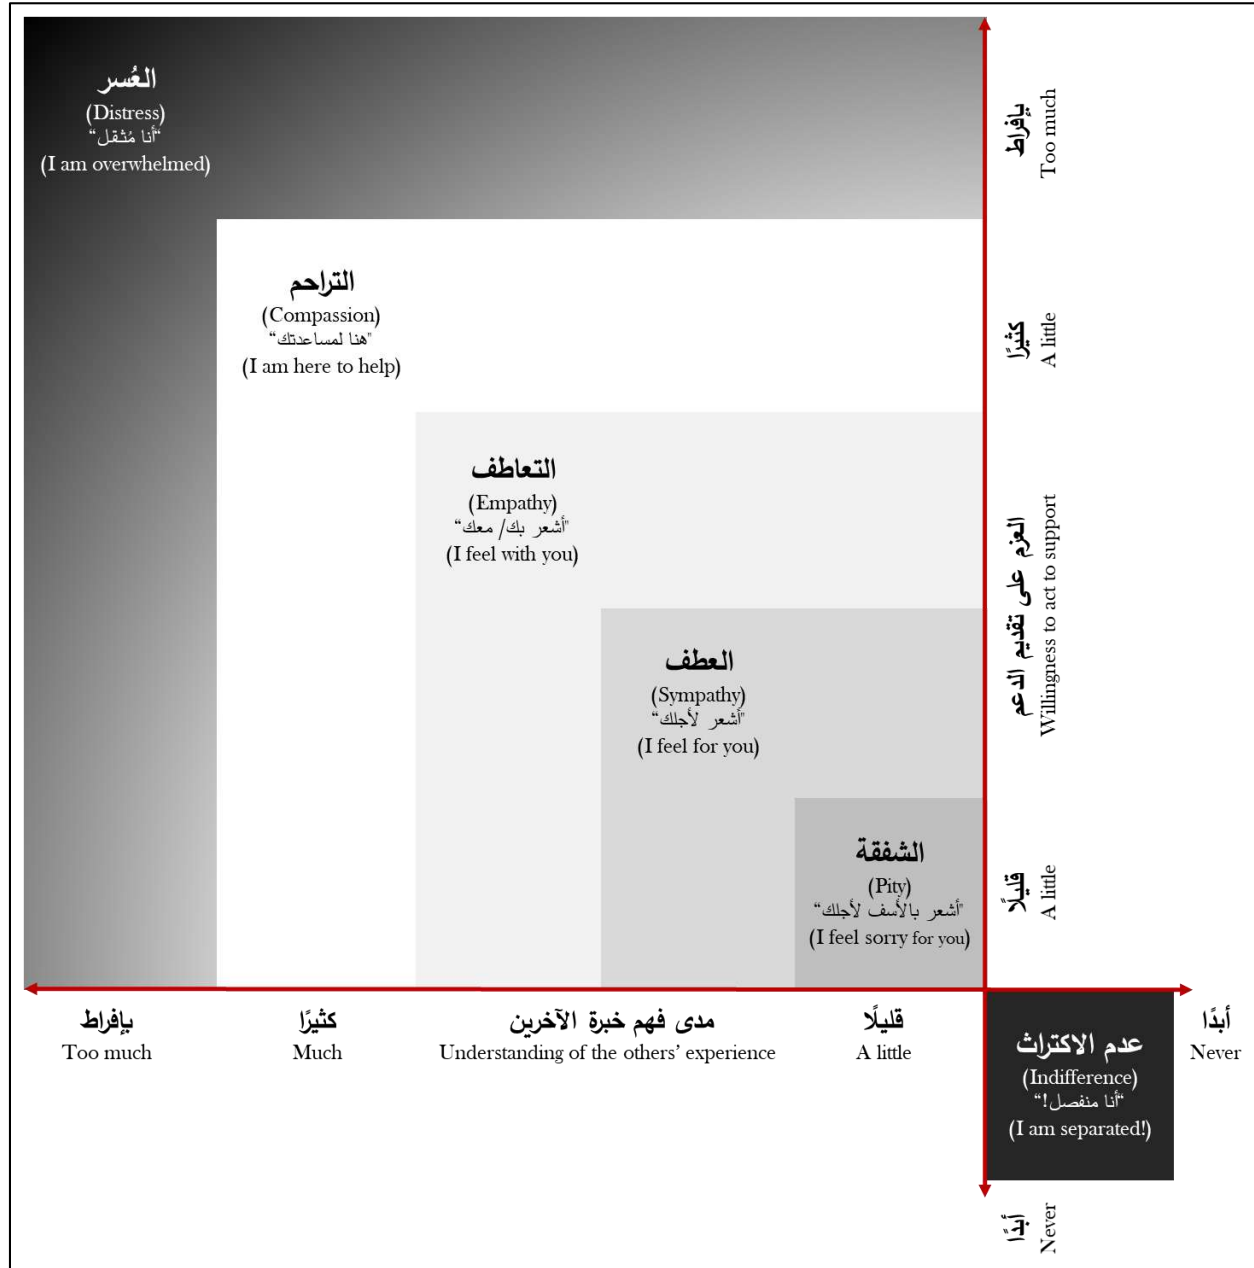 العُسر
(Distress)
“أنا مُثقل“
(I am overwhelmed)
التراحم
(Compassion)
"هنا لمساعدتك“
(I am here to help)
التعاطف
(Empathy)
"أشعر بك/ معك“
(I feel with you)
العطف
(Sympathy)
"أشعر لأجلك“
(I feel for you)
الشفقة
(Pity)
"أشعر بالأسف لأجلك“
(I feel sorry for you)
عدم الاكتراث
(Indifference)
“أنا منفصل!“
(I am separated!)
بإفراط
Too much
كثيرًا
A little
العزم على تقديم الدعم
Willingness to act to support
قليلًا
A little
أبدًا
Never
بإفراط
Too much
كثيرًا
Much
مدى فهم خبرة الآخرين
Understanding of the others’ experience
قليلًا
A little
أبدًا
Never